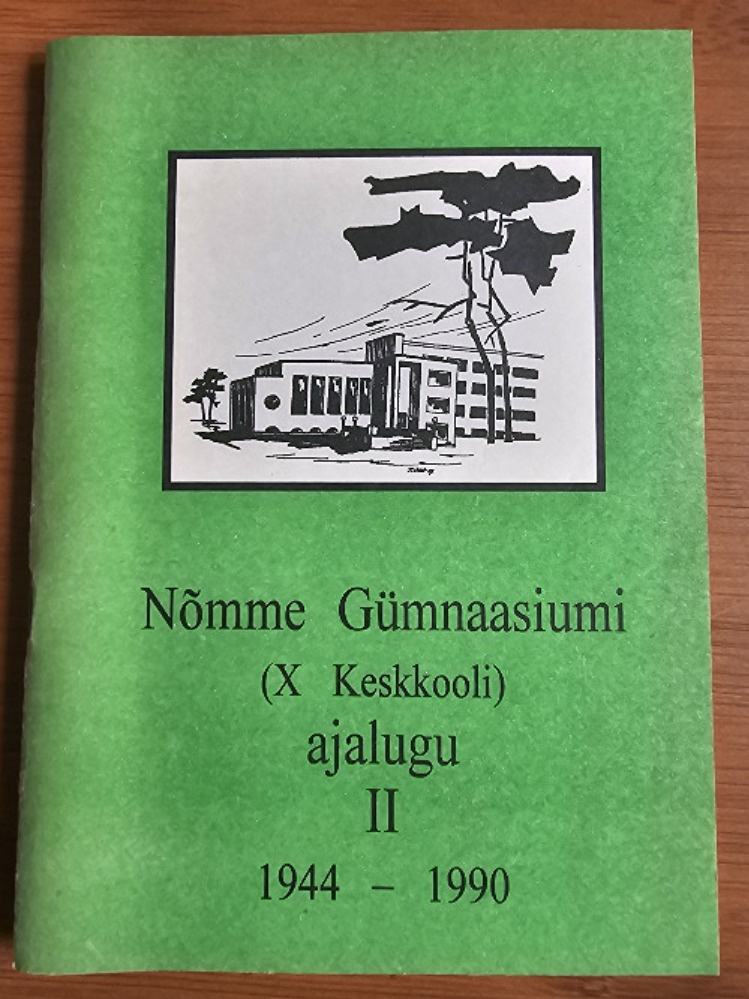 Nõmme Gümnaasiumi
(X Keskkooli)
ajalugu
II
1944 – 1990